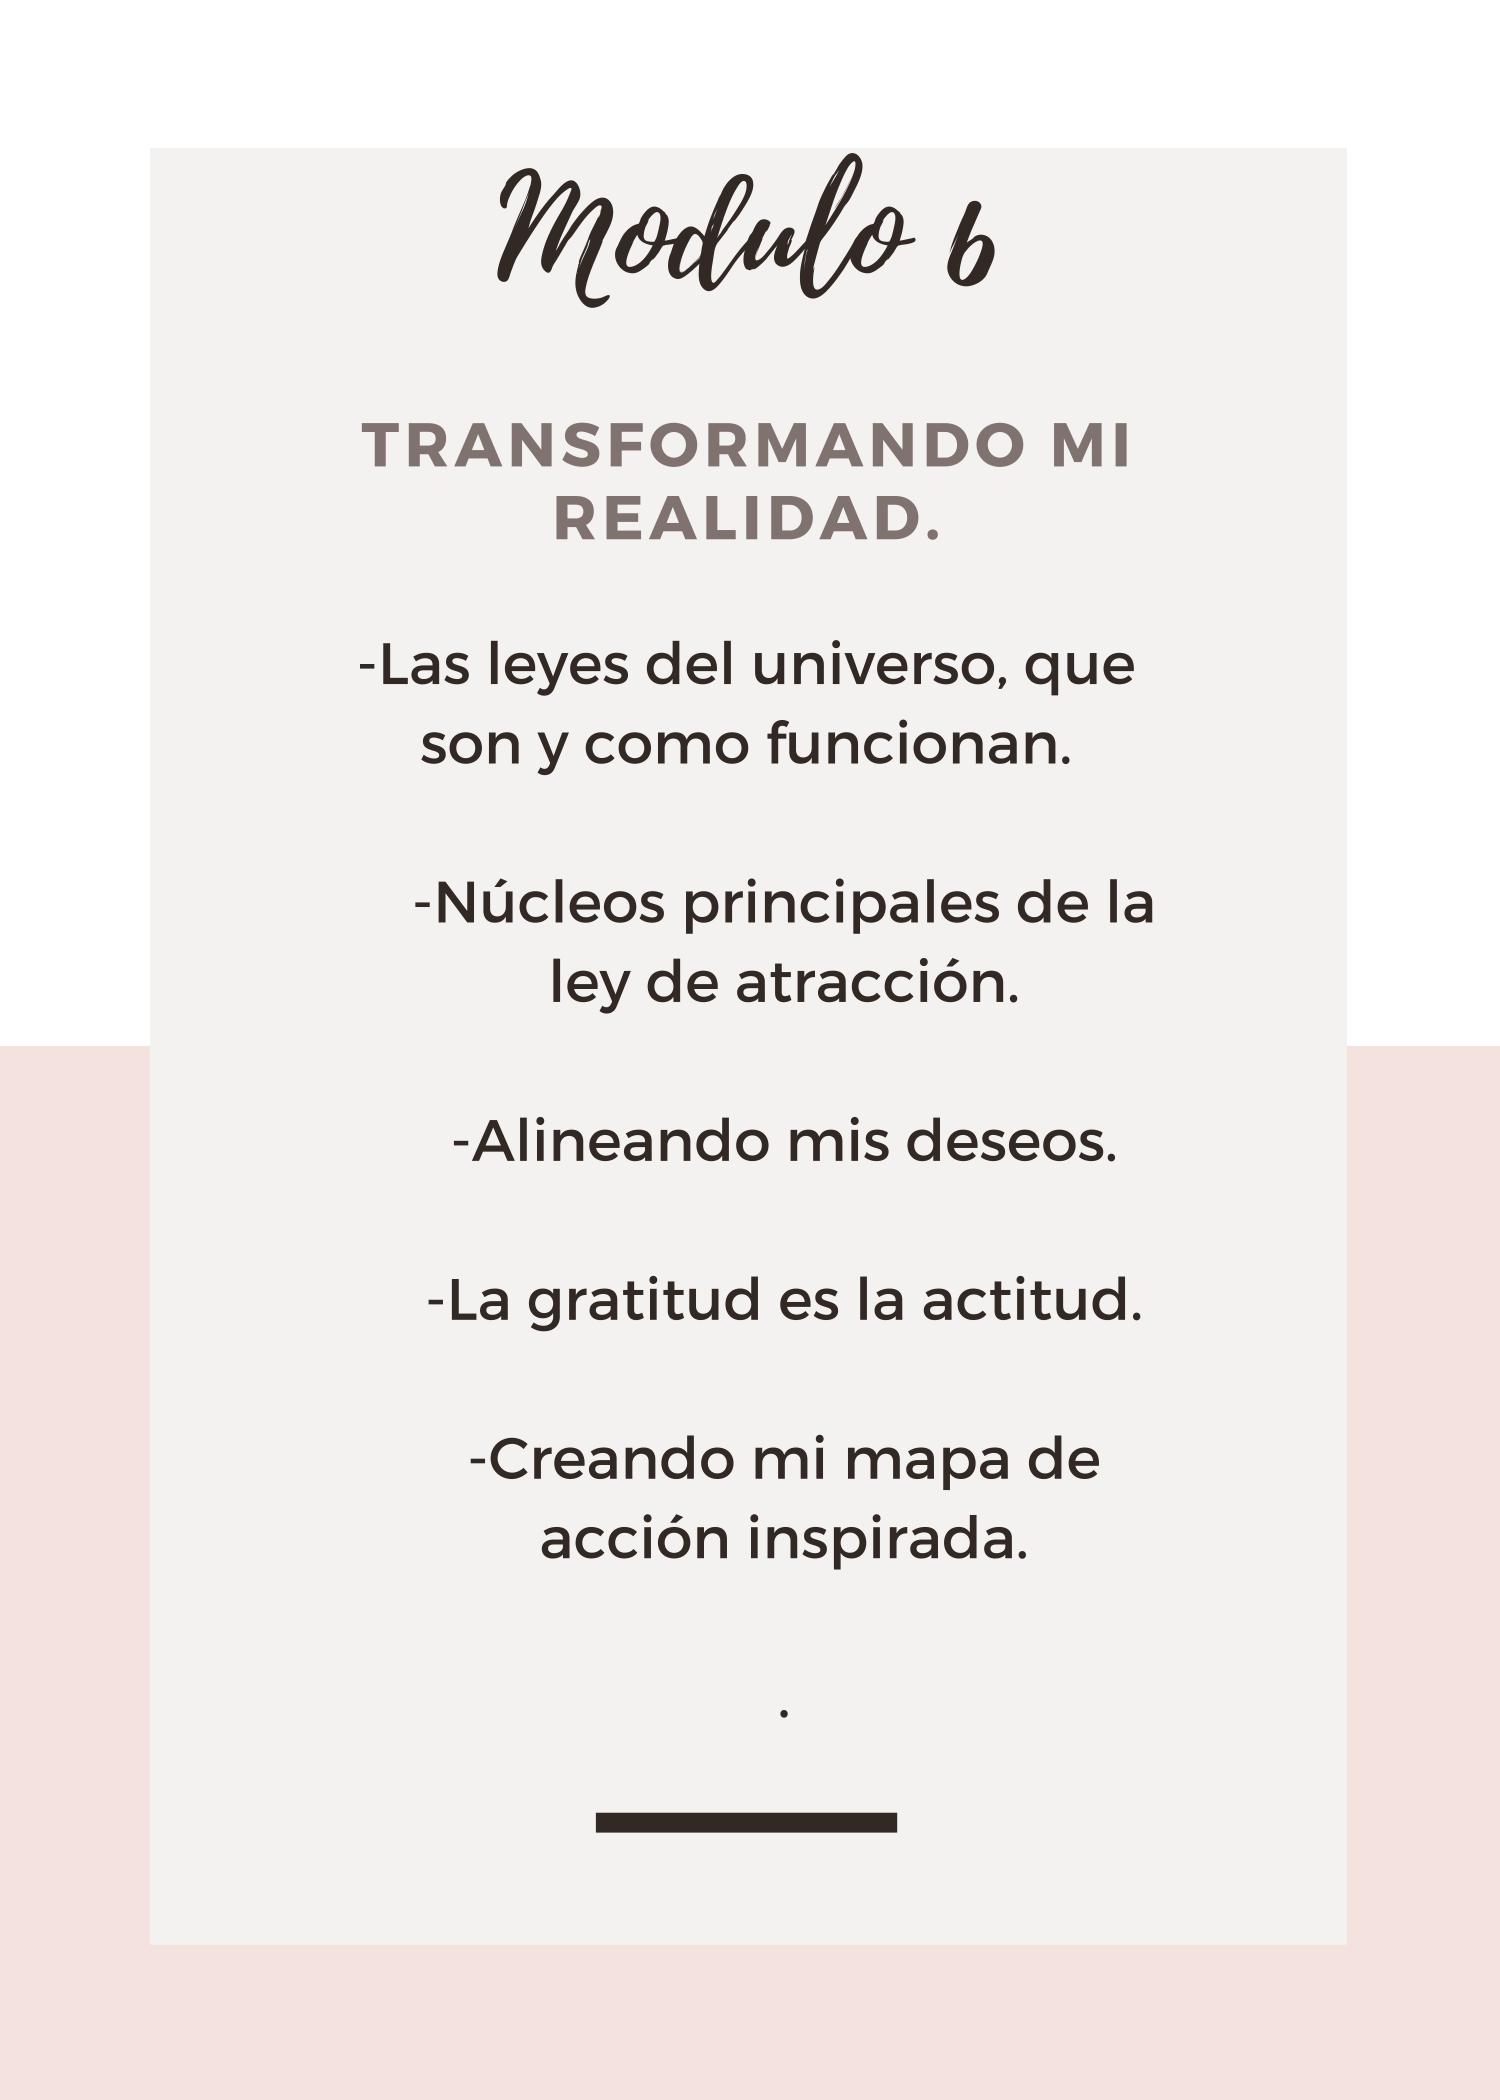 Modulo 6
TRANSFORMANDO MI
REALIDAD.
-Las leyes del universo, que
son y como funcionan.
-Núcleos principales de la
ley de atracción.
-Alineando mis deseos.
-La gratitud es la actitud.
-Creando mi mapa de
acción inspirada.
.